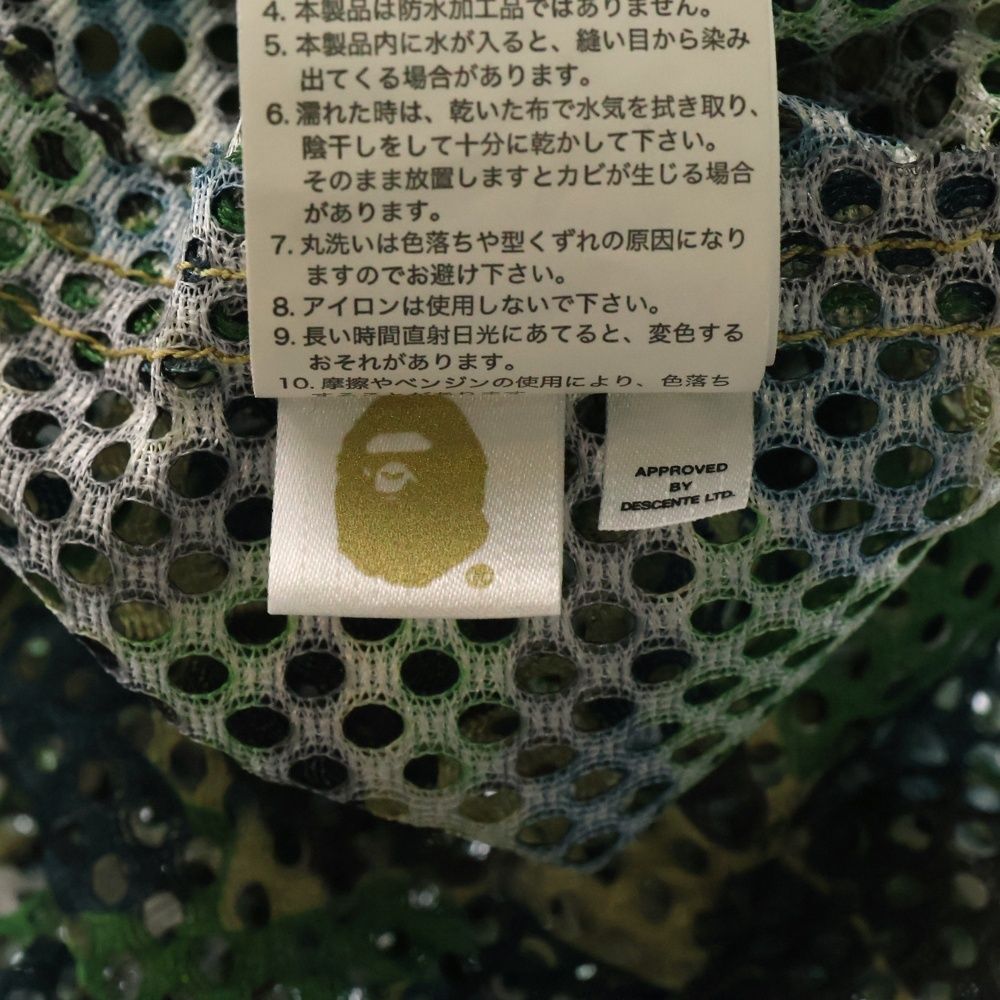 4. 本製品は防水加工品ではありません。
5. 本製品内に水が入ると、縫い目から染み
出てくる場合があります。
6. 濡れた時は、乾いた布で水気を拭き取り、
陰干しをして十分に乾かして下さい。
そのまま放置しますとカビが生じる場合
があります。
7. 丸洗いは色落ちや型くずれの原因になり
ますのでお避け下さい。
8. アイロンは使用しないで下さい。
9. 長い時間直射日光にあてると、変色する
おそれがあります。
10. 摩擦やベンジンの使用により、色落ち
APPROVED
BY
DESCENTE LTD.